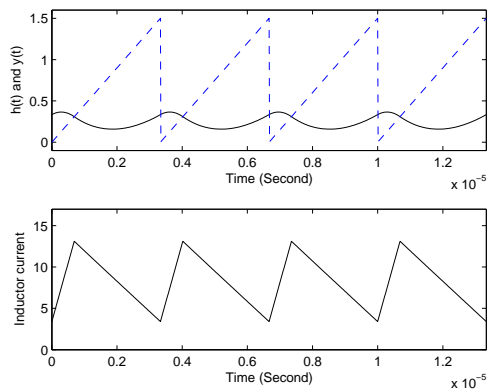 h(t) and y(t)
1.5
1
0.5
0
0 0.2 0.4 0.6 0.8 1 1.2
Time (Second)
x 10⁻⁵
Inductor current
15
10
5
0
0 0.2 0.4 0.6 0.8 1 1.2
Time (Second)
x 10⁻⁵